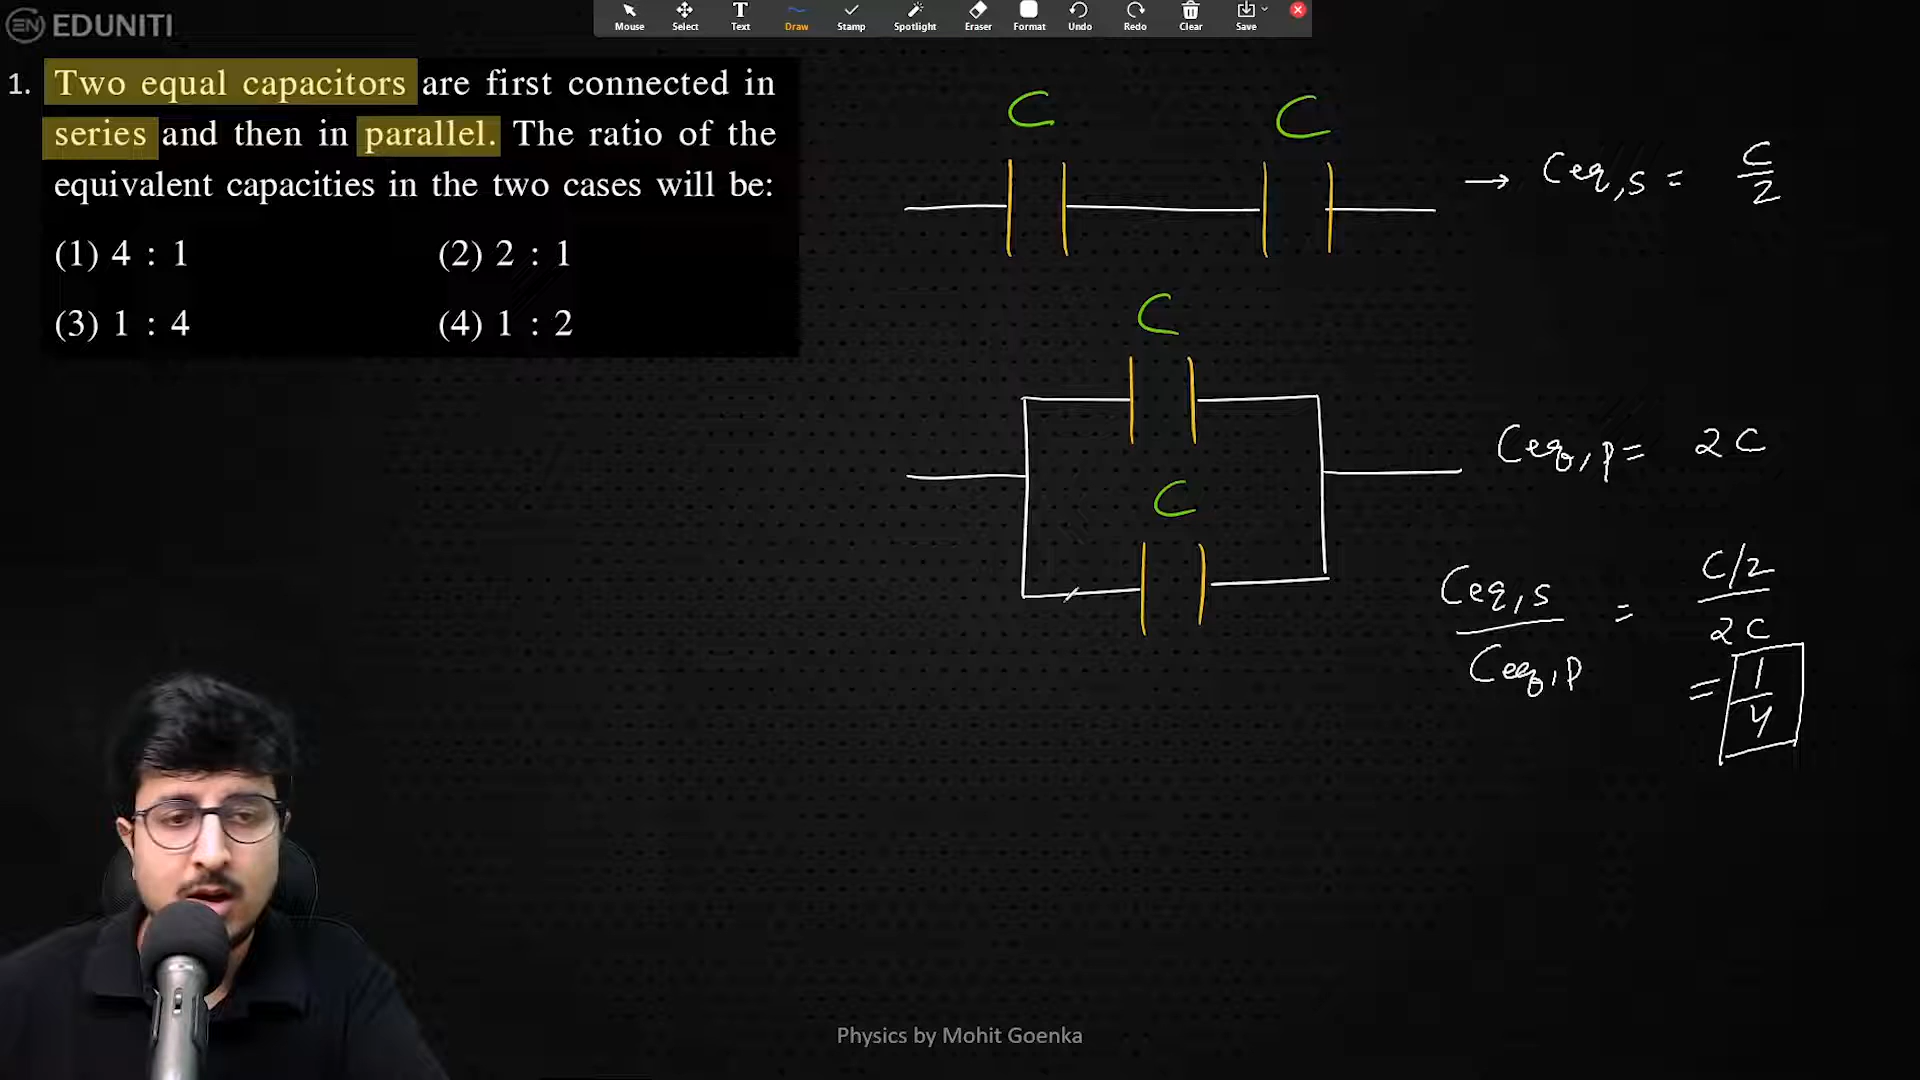 EN EDUNITI
Mouse Select Text Draw Stamp Spotlight Eraser Format Undo Redo Clear Save
1. Two equal capacitors are first connected in
series and then in parallel. The ratio of the
equivalent capacities in the two cases will be:
(1) 4 : 1 (2) 2 : 1
(3) 1 : 4 (4) 1 : 2
C C
→ Ceq,s = C/2
C
C
Ceq,p = 2C
Ceq,s / Ceq,p = C/2 / 2C
= 1/4
Physics by Mohit Goenka